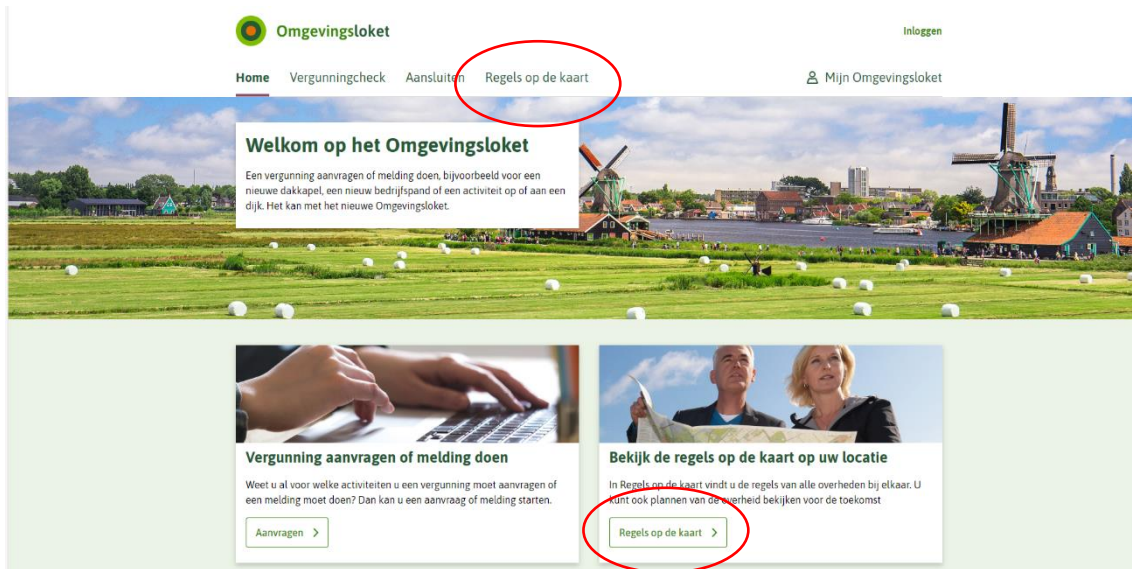 Omgevingsloket
Inloggen
Home Vergunningcheck Aansluiten Regels op de kaart Mijn Omgevingsloket
Welkom op het Omgevingsloket
Een vergunning aanvragen of melding doen, bijvoorbeeld voor een
nieuwe dakkapel, een nieuw bedrijfspand of een activiteit op of aan een
dijk. Het kan met het nieuwe Omgevingsloket.
Vergunning aanvragen of melding doen
Weet u al voor welke activiteiten u een vergunning moet aanvragen of
een melding moet doen? Dan kan u een aanvraag of melding starten.
Aanvragen
Bekijk de regels op de kaart op uw locatie
In Regels op de kaart vindt u de regels van alle overheden bij elkaar. U
kunt ook plannen van de overheid bekijken voor de toekomst
Regels op de kaart